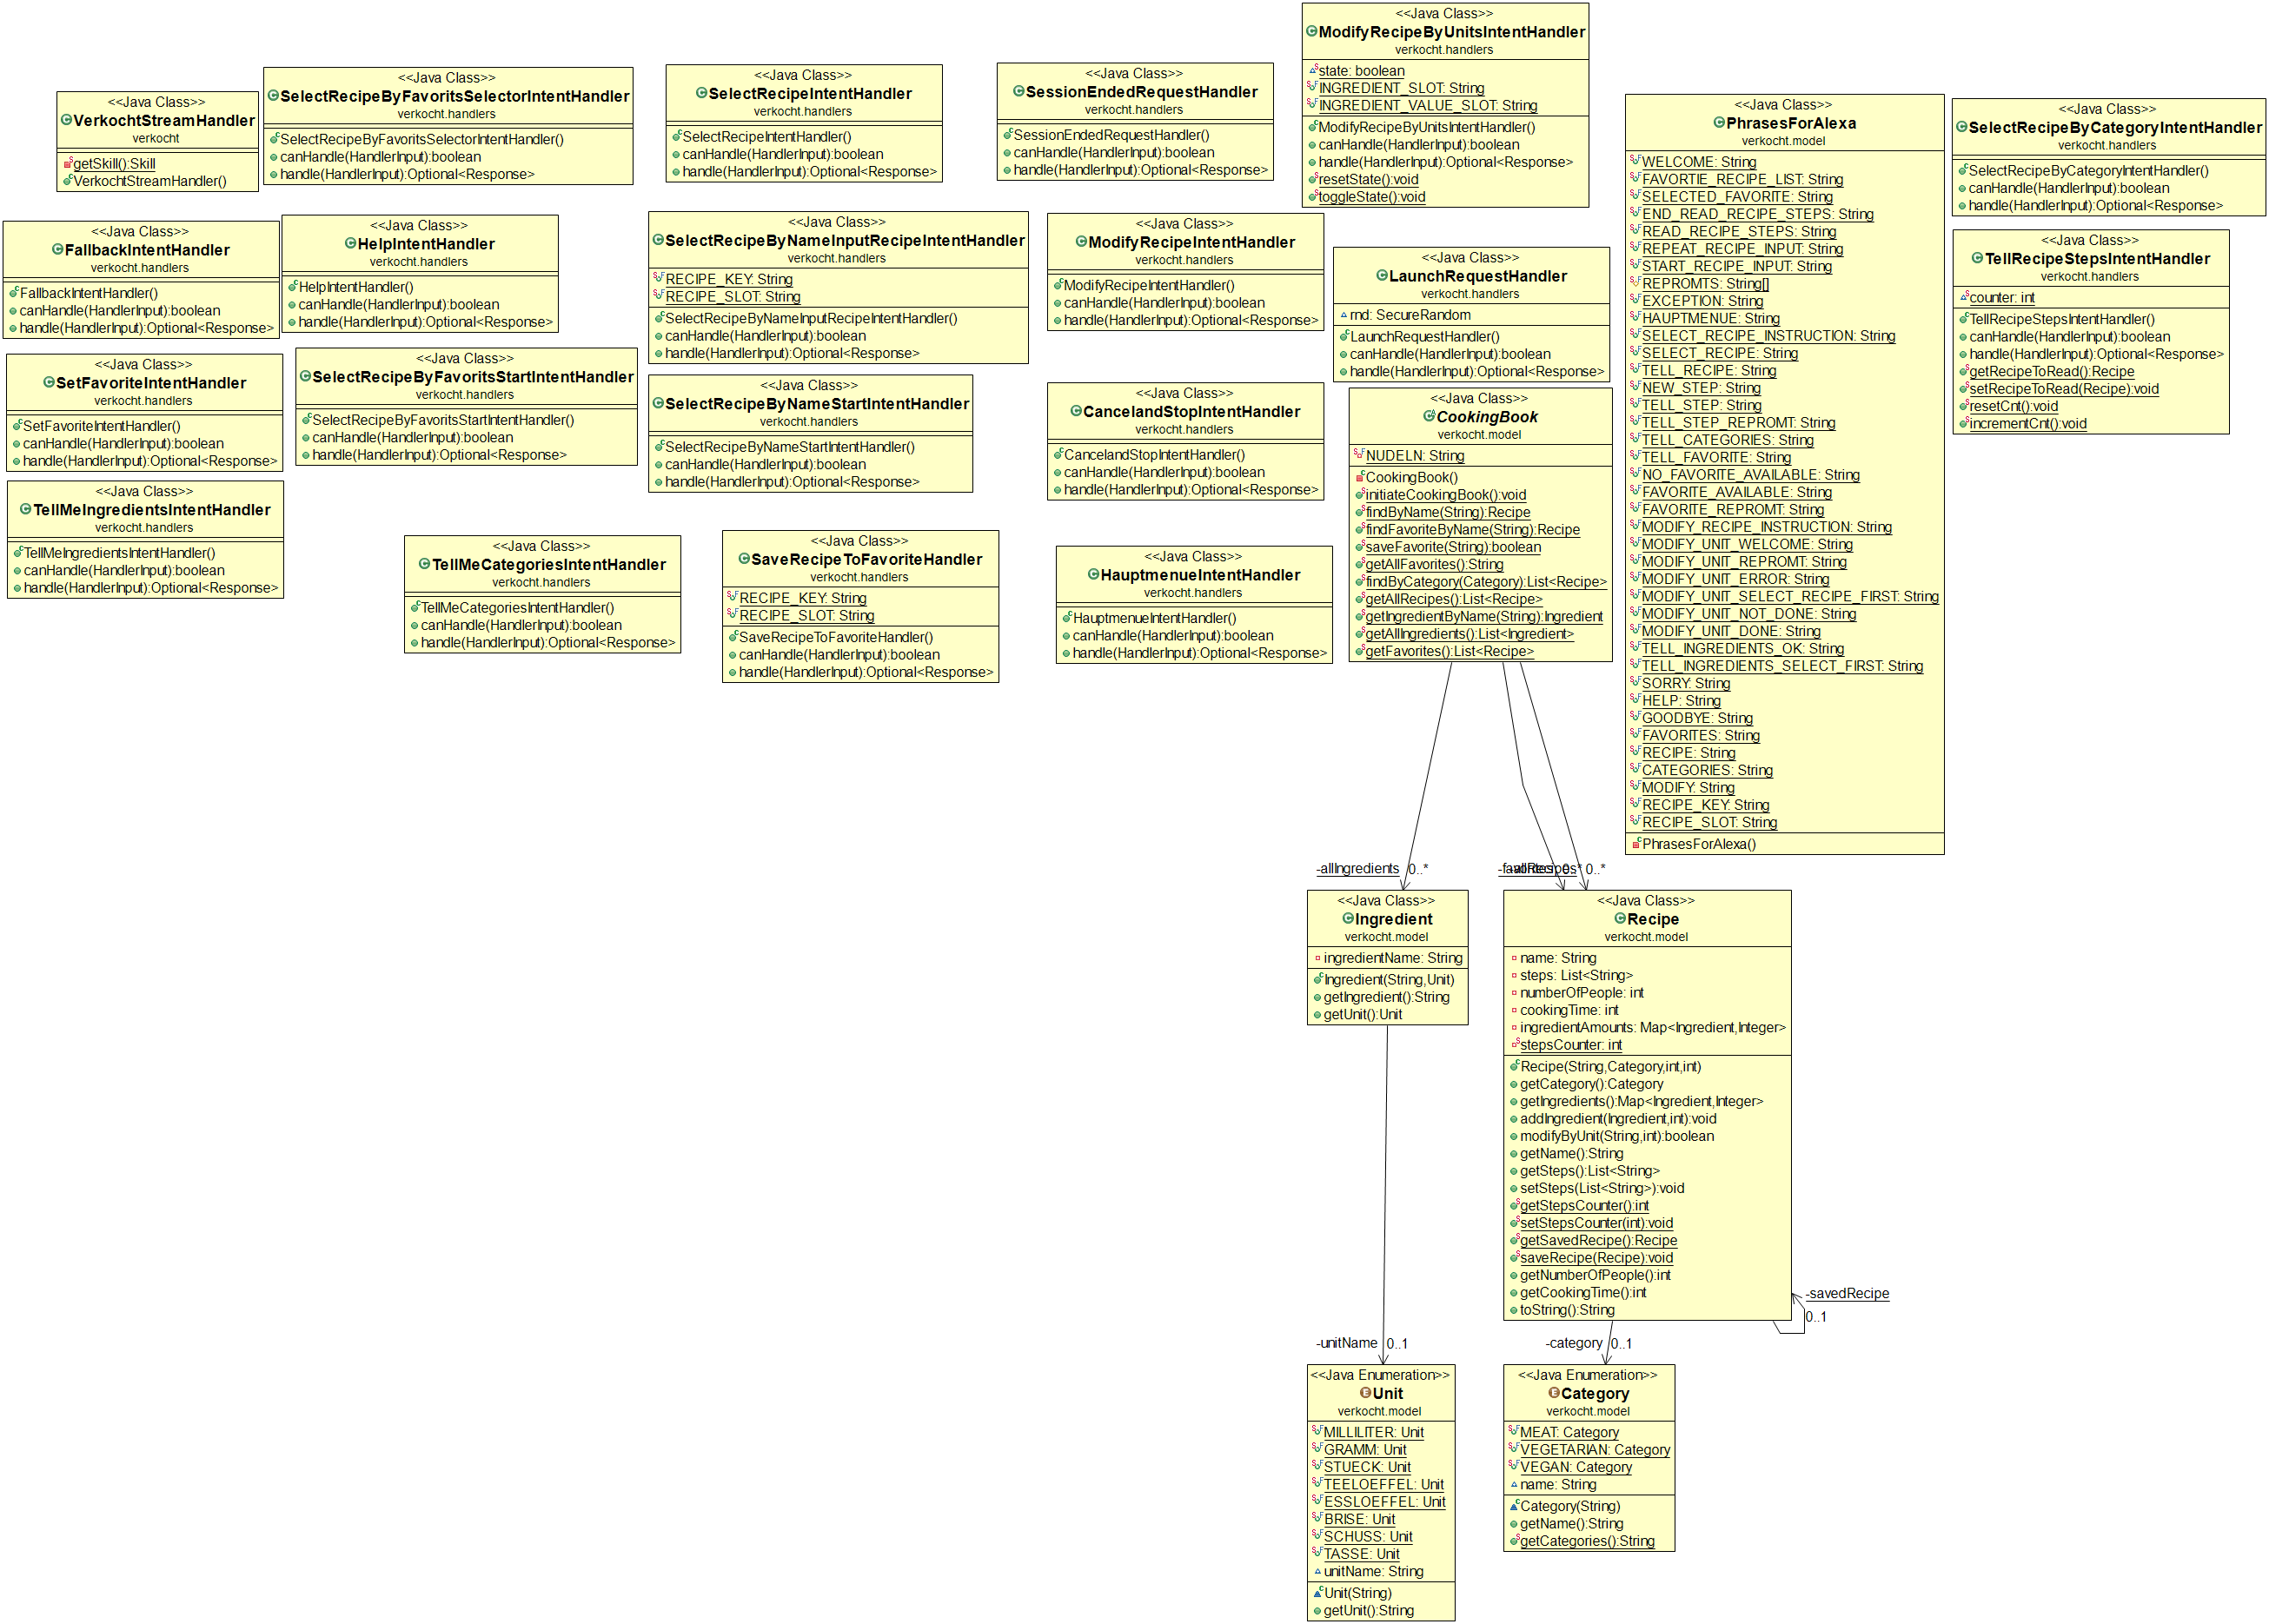 <<Java Class>>
VerkochtStreamHandler
verkocht
getSkill():Skill
VerkochtStreamHandler()
<<Java Class>>
SelectRecipeByFavoritsSelectorIntentHandler
verkocht.handlers
SelectRecipeByFavoritsSelectorIntentHandler()
canHandle(HandlerInput):boolean
handle(HandlerInput):Optional<Response>
<<Java Class>>
SelectRecipeIntentHandler
verkocht.handlers
SelectRecipeIntentHandler()
canHandle(HandlerInput):boolean
handle(HandlerInput):Optional<Response>
<<Java Class>>
SessionEndedRequestHandler
verkocht.handlers
SessionEndedRequestHandler()
canHandle(HandlerInput):boolean
handle(HandlerInput):Optional<Response>
<<Java Class>>
ModifyRecipeByUnitsIntentHandler
verkocht.handlers
state: boolean
INGREDIENT_SLOT: String
INGREDIENT_VALUE_SLOT: String
ModifyRecipeByUnitsIntentHandler()
canHandle(HandlerInput):boolean
handle(HandlerInput):Optional<Response>
resetState():void
toggleState():void
<<Java Class>>
PhrasesForAlexa
verkocht.model
WELCOME: String
FAVORTIE_RECIPE_LIST: String
SELECTED_FAVORITE: String
END_READ_RECIPE_STEPS: String
READ_RECIPE_STEPS: String
REPEAT_RECIPE_INPUT: String
START_RECIPE_INPUT: String
REPROMTS: String[]
EXCEPTION: String
HAUPTMENUE: String
SELECT_RECIPE_INSTRUCTION: String
SELECT_RECIPE: String
TELL_RECIPE: String
NEW_STEP: String
TELL_STEP: String
TELL_STEP_REPROMT: String
TELL_CATEGORIES: String
TELL_FAVORITE: String
NO_FAVORITE_AVAILABLE: String
FAVORITE_AVAILABLE: String
FAVORITE_REPROMT: String
MODIFY_RECIPE_INSTRUCTION: String
MODIFY_UNIT_WELCOME: String
MODIFY_UNIT_REPROMT: String
MODIFY_UNIT_ERROR: String
MODIFY_UNIT_SELECT_RECIPE_FIRST: String
MODIFY_UNIT_NOT_DONE: String
MODIFY_UNIT_DONE: String
TELL_INGREDIENTS_OK: String
TELL_INGREDIENTS_SELECT_FIRST: String
SORRY: String
HELP: String
GOODBYE: String
FAVORITES: String
RECIPE: String
CATEGORIES: String
MODIFY: String
RECIPE_KEY: String
RECIPE_SLOT: String
PhrasesForAlexa()
<<Java Class>>
SelectRecipeByCategoryIntentHandler
verkocht.handlers
SelectRecipeByCategoryIntentHandler()
canHandle(HandlerInput):boolean
handle(HandlerInput):Optional<Response>
<<Java Class>>
FallbackIntentHandler
verkocht.handlers
FallbackIntentHandler()
canHandle(HandlerInput):boolean
handle(HandlerInput):Optional<Response>
<<Java Class>>
HelpIntentHandler
verkocht.handlers
HelpIntentHandler()
canHandle(HandlerInput):boolean
handle(HandlerInput):Optional<Response>
<<Java Class>>
SelectRecipeByNameInputRecipeIntentHandler
verkocht.handlers
RECIPE_KEY: String
RECIPE_SLOT: String
SelectRecipeByNameInputRecipeIntentHandler()
canHandle(HandlerInput):boolean
handle(HandlerInput):Optional<Response>
<<Java Class>>
ModifyRecipeIntentHandler
verkocht.handlers
ModifyRecipeIntentHandler()
canHandle(HandlerInput):boolean
handle(HandlerInput):Optional<Response>
<<Java Class>>
LaunchRequestHandler
verkocht.handlers
rnd: SecureRandom
LaunchRequestHandler()
canHandle(HandlerInput):boolean
handle(HandlerInput):Optional<Response>
<<Java Class>>
TellRecipeStepsIntentHandler
verkocht.handlers
counter: int
TellRecipeStepsIntentHandler()
canHandle(HandlerInput):boolean
handle(HandlerInput):Optional<Response>
getRecipeToRead():Recipe
setRecipeToRead(Recipe):void
resetCnt():void
incrementCnt():void
<<Java Class>>
SetFavoriteIntentHandler
verkocht.handlers
SetFavoriteIntentHandler()
canHandle(HandlerInput):boolean
handle(HandlerInput):Optional<Response>
<<Java Class>>
SelectRecipeByFavoritsStartIntentHandler
verkocht.handlers
SelectRecipeByFavoritsStartIntentHandler()
canHandle(HandlerInput):boolean
handle(HandlerInput):Optional<Response>
<<Java Class>>
SelectRecipeByNameStartIntentHandler
verkocht.handlers
SelectRecipeByNameStartIntentHandler()
canHandle(HandlerInput):boolean
handle(HandlerInput):Optional<Response>
<<Java Class>>
CancelandStopIntentHandler
verkocht.handlers
CancelandStopIntentHandler()
canHandle(HandlerInput):boolean
handle(HandlerInput):Optional<Response>
<<Java Class>>
CookingBook
verkocht.model
NUDELN: String
CookingBook()
initiateCookingBook():void
findByName(String):Recipe
findFavoriteByName(String):Recipe
saveFavorite(String):boolean
getAllFavorites():String
findByCategory(Category):List<Recipe>
getAllRecipes():List<Recipe>
getIngredientByName(String):Ingredient
getAllIngredients():List<Ingredient>
getFavorites():List<Recipe>
<<Java Class>>
TellMeIngredientsIntentHandler
verkocht.handlers
TellMeIngredientsIntentHandler()
canHandle(HandlerInput):boolean
handle(HandlerInput):Optional<Response>
<<Java Class>>
TellMeCategoriesIntentHandler
verkocht.handlers
TellMeCategoriesIntentHandler()
canHandle(HandlerInput):boolean
handle(HandlerInput):Optional<Response>
<<Java Class>>
SaveRecipeToFavoriteHandler
verkocht.handlers
RECIPE_KEY: String
RECIPE_SLOT: String
SaveRecipeToFavoriteHandler()
canHandle(HandlerInput):boolean
handle(HandlerInput):Optional<Response>
<<Java Class>>
HauptmenueIntentHandler
verkocht.handlers
HauptmenueIntentHandler()
canHandle(HandlerInput):boolean
handle(HandlerInput):Optional<Response>
-allIngredients 0..*
0..*
<<Java Class>>
Ingredient
verkocht.model
ingredientName: String
Ingredient(String,Unit)
getIngredient():String
getUnit():Unit
<<Java Class>>
Recipe
verkocht.model
name: String
steps: List<String>
numberOfPeople: int
cookingTime: int
ingredientAmounts: Map<Ingredient,Integer>
stepsCounter: int
Recipe(String,Category,int,int)
getCategory():Category
getIngredients():Map<Ingredient,Integer>
addIngredient(Ingredient,int):void
modifyByUnit(String,int):boolean
getName():String
getSteps():List<String>
setSteps(List<String>):void
getStepsCounter():int
setStepsCounter(int):void
getSavedRecipe():Recipe
saveRecipe(Recipe):void
getNumberOfPeople():int
getCookingTime():int
toString():String
-savedRecipe
0..1
-unitName 0..1
-category 0..1
<<Java Enumeration>>
Unit
verkocht.model
MILLILITER: Unit
GRAMM: Unit
STUECK: Unit
TEELOEFFEL: Unit
ESSLOEFFEL: Unit
BRISE: Unit
SCHUSS: Unit
TASSE: Unit
unitName: String
Unit(String)
getUnit():String
<<Java Enumeration>>
Category
verkocht.model
MEAT: Category
VEGETARIAN: Category
VEGAN: Category
name: String
Category(String)
getName():String
getCategories():String